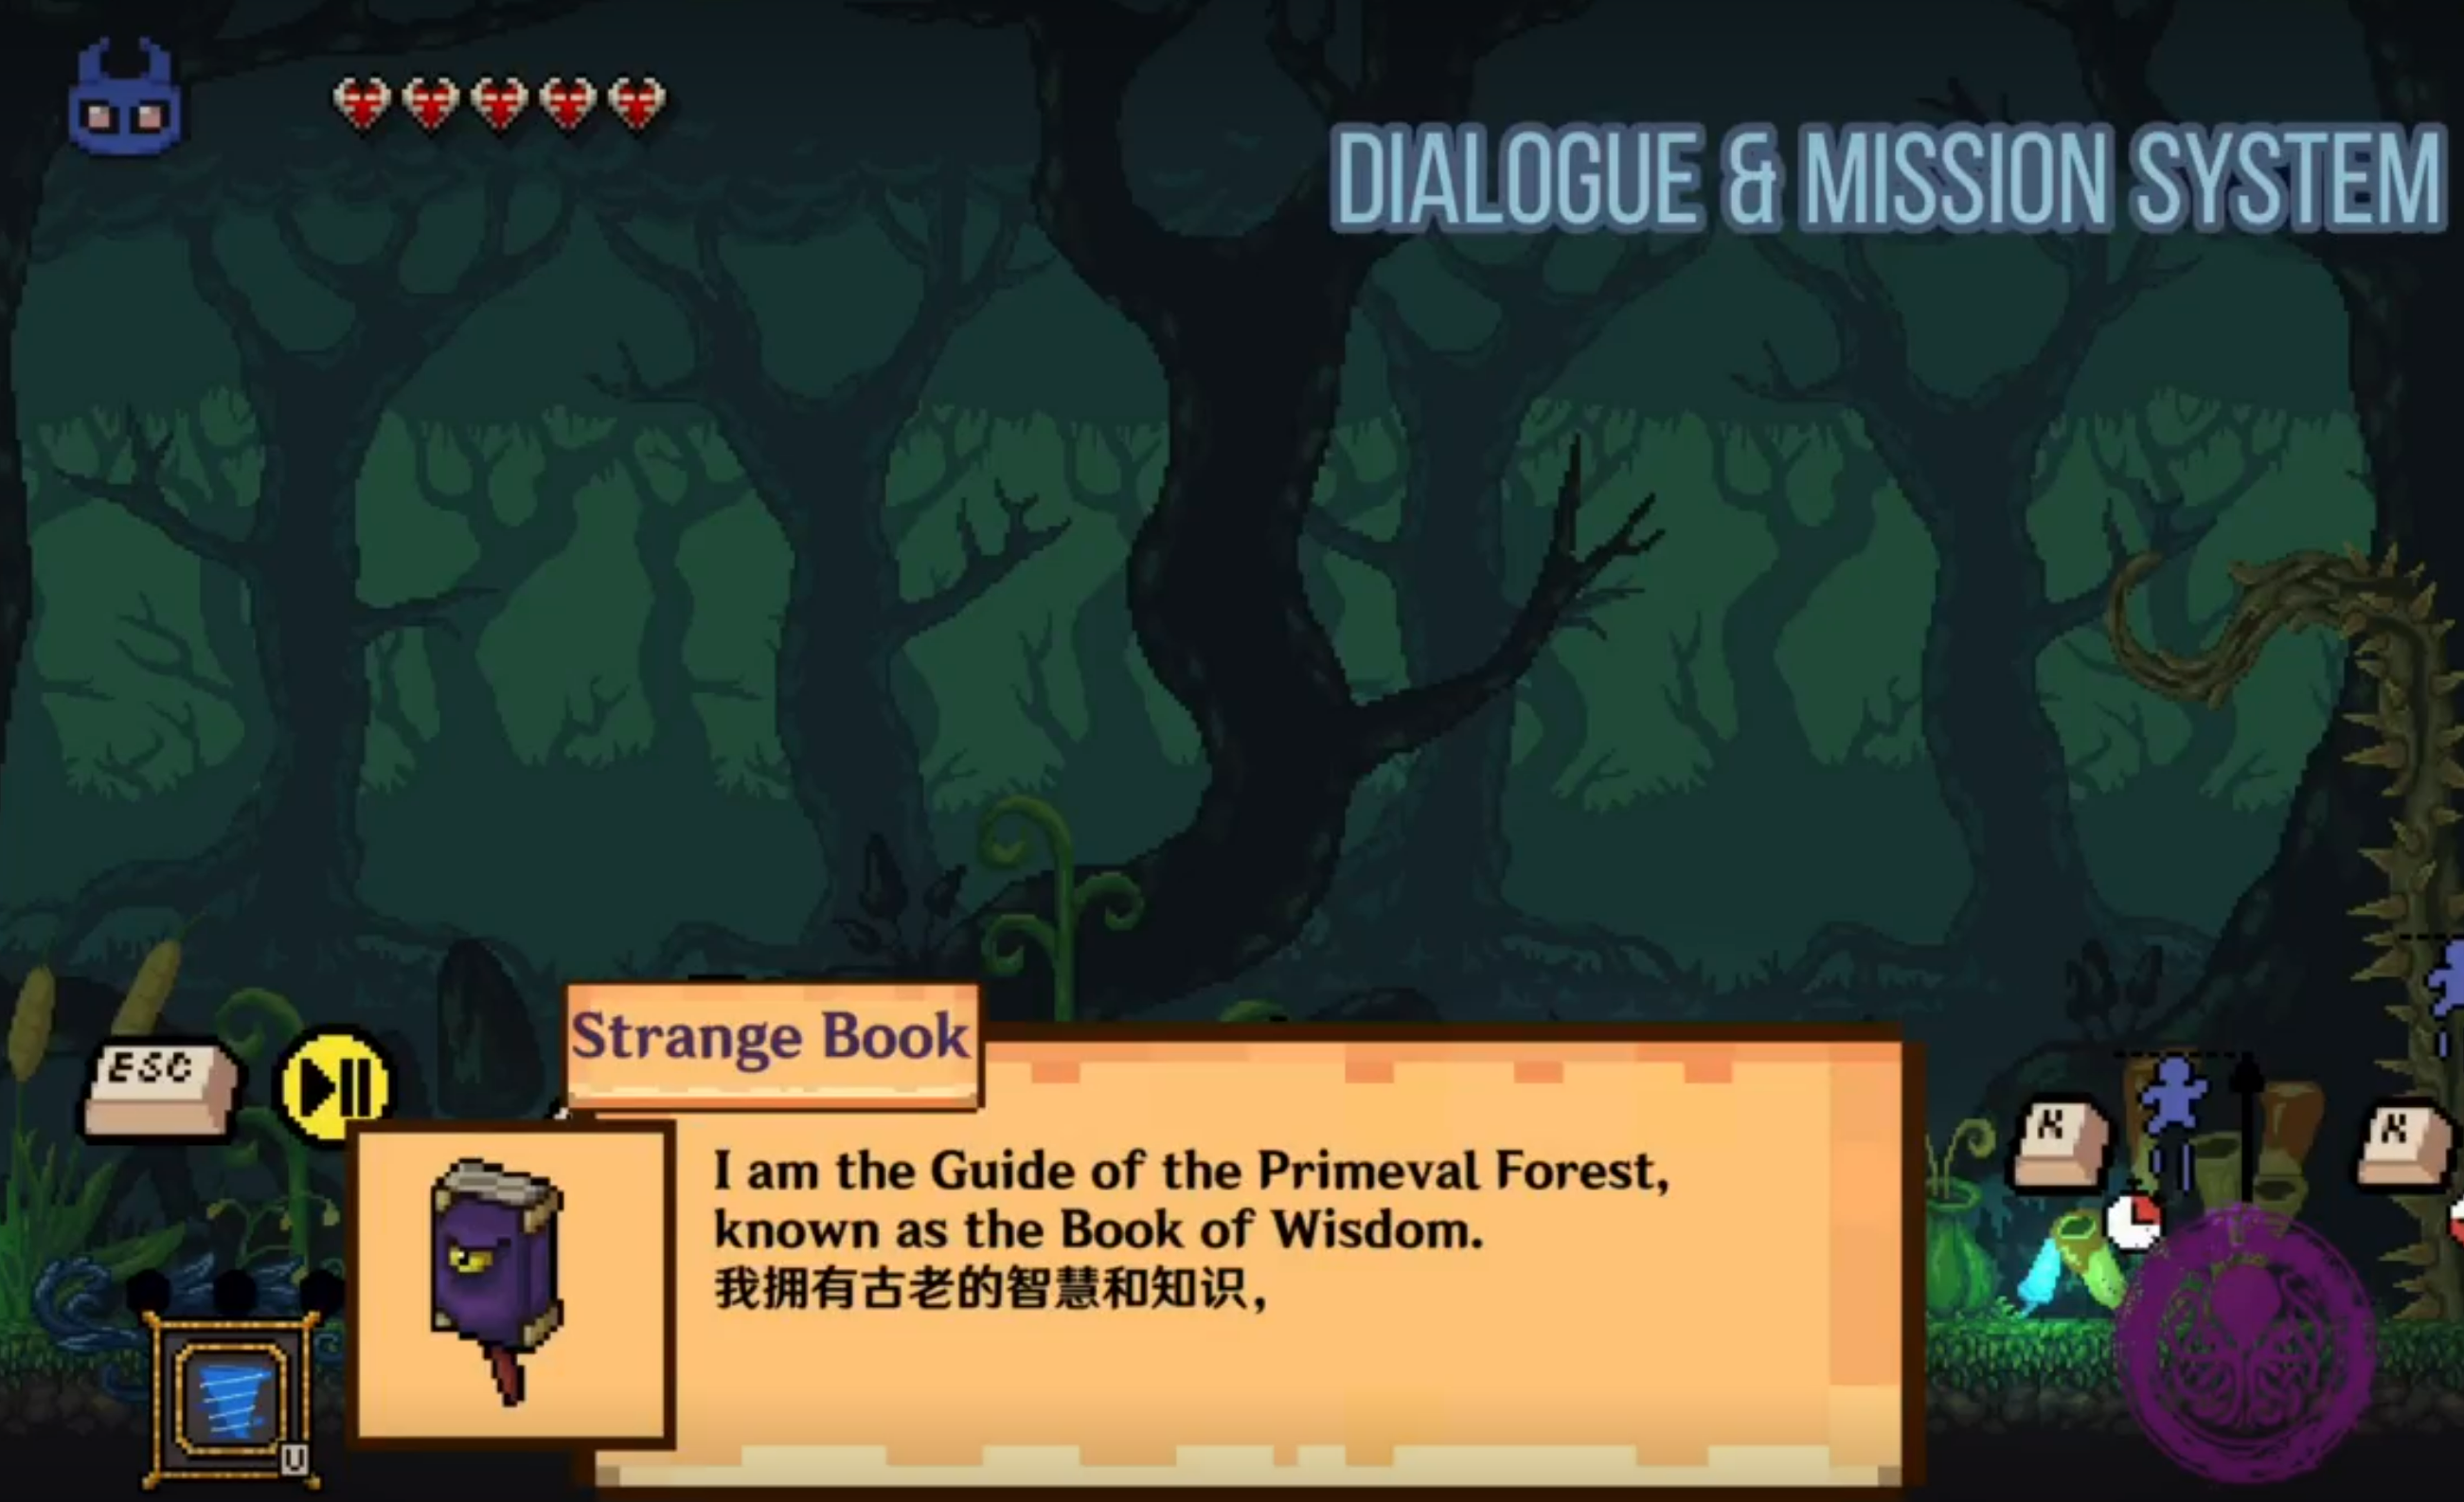 DIALOGUE & MISSION SYSTEM
Strange Book
ESC
I am the Guide of the Primeval Forest,
known as the Book of Wisdom.
我拥有古老的智慧和知识，
K
K
U